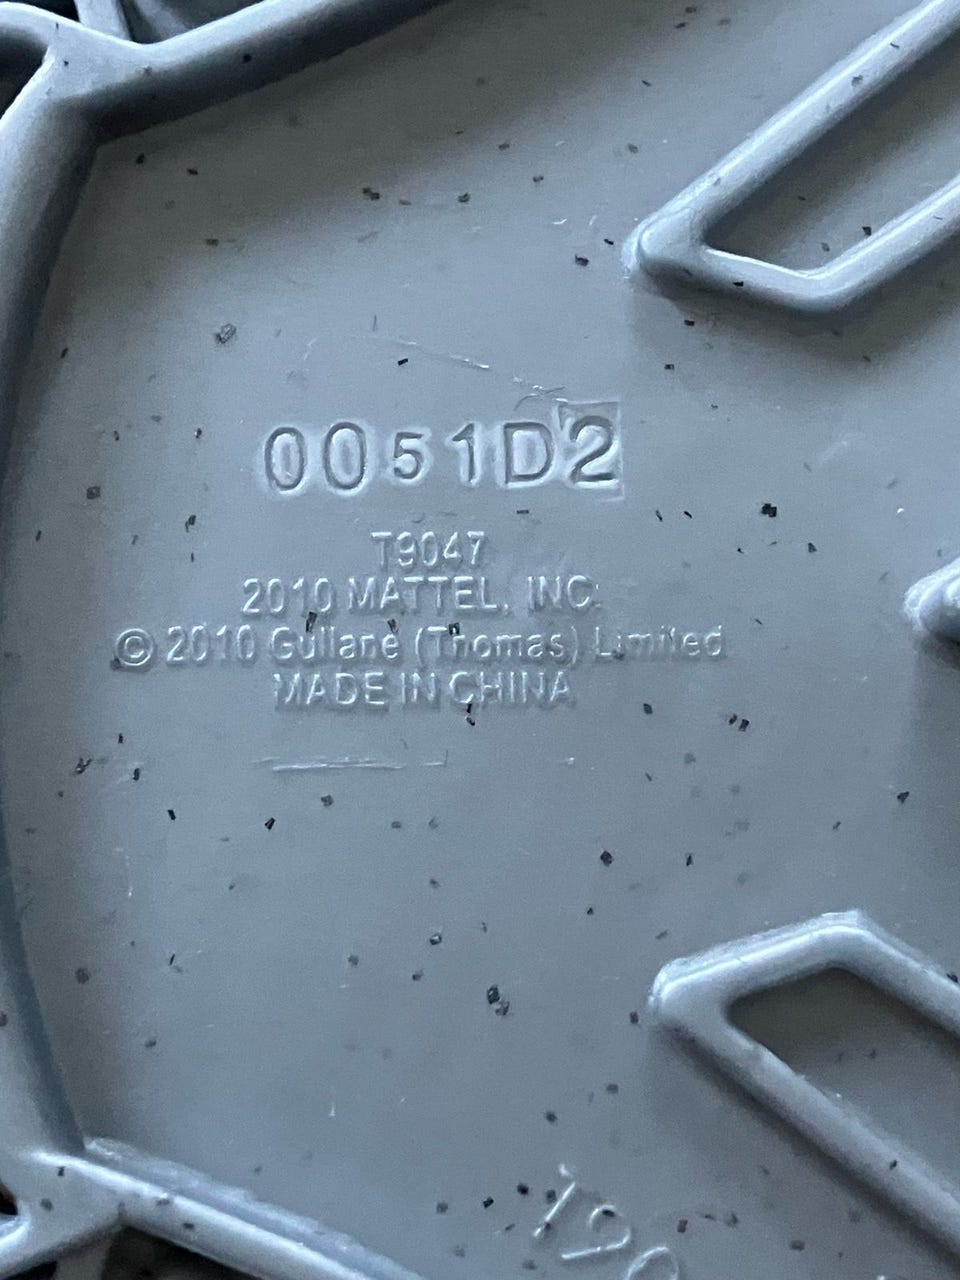 0051D2
T9047
2010 MATTEL, INC.
© 2010 Gullane (Thomas) Limited
MADE IN CHINA